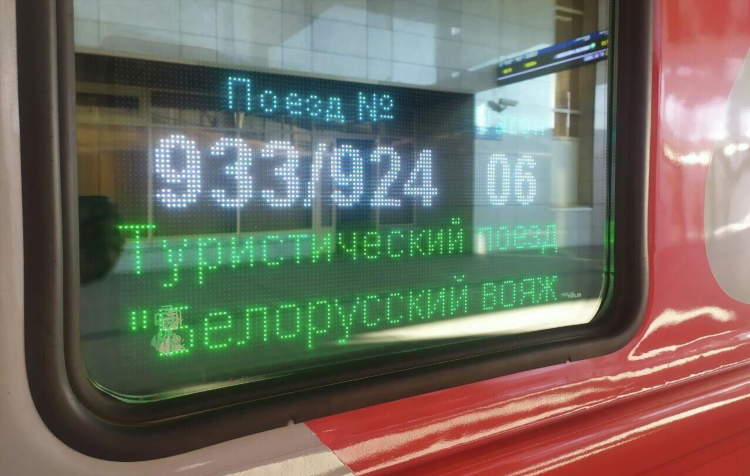 Поезд №
933/924 06
Туристический поезд
"Белорусский вояж